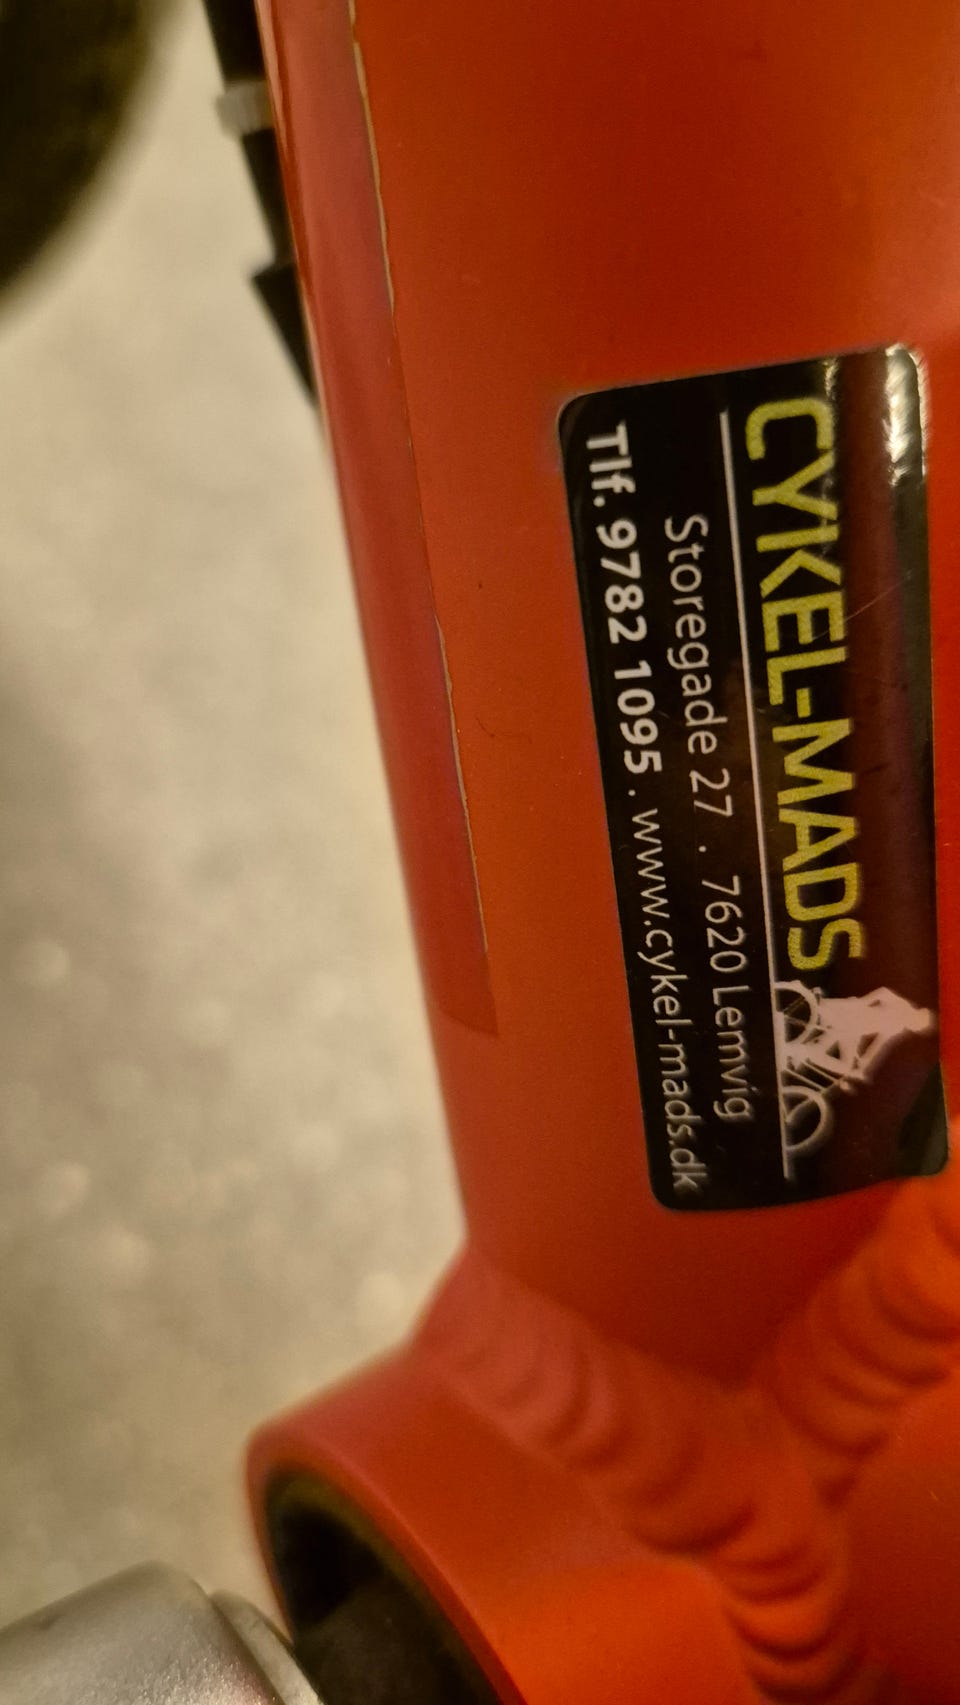 CYKEL-MADS
Storegade 27 . 7620 Lemvig
Tlf. 9782 1095 . www.cykel-mads.dk